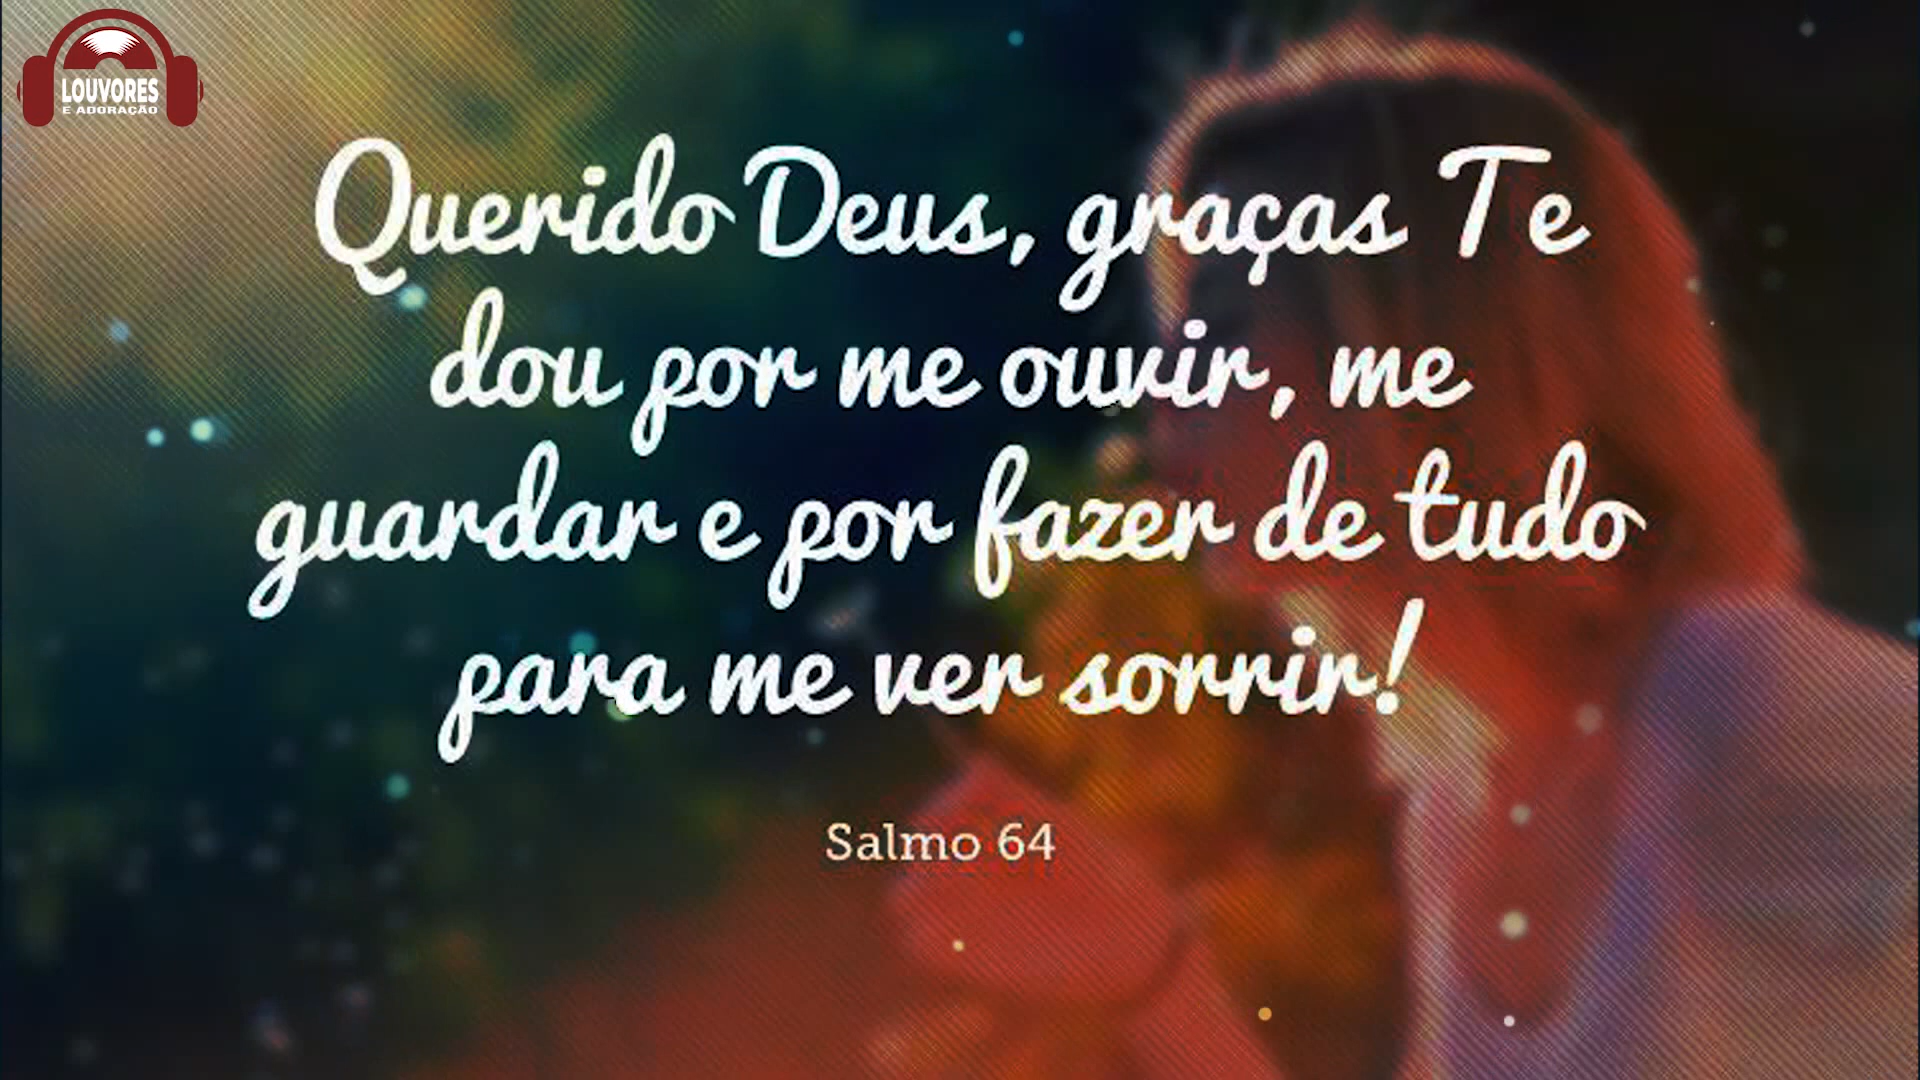 LOUVORES
E ADORAÇÃO
Querido Deus, graças Te
dou por me ouvir, me
guardar e por fazer de tudo
para me ver sorrir!
Salmo 64